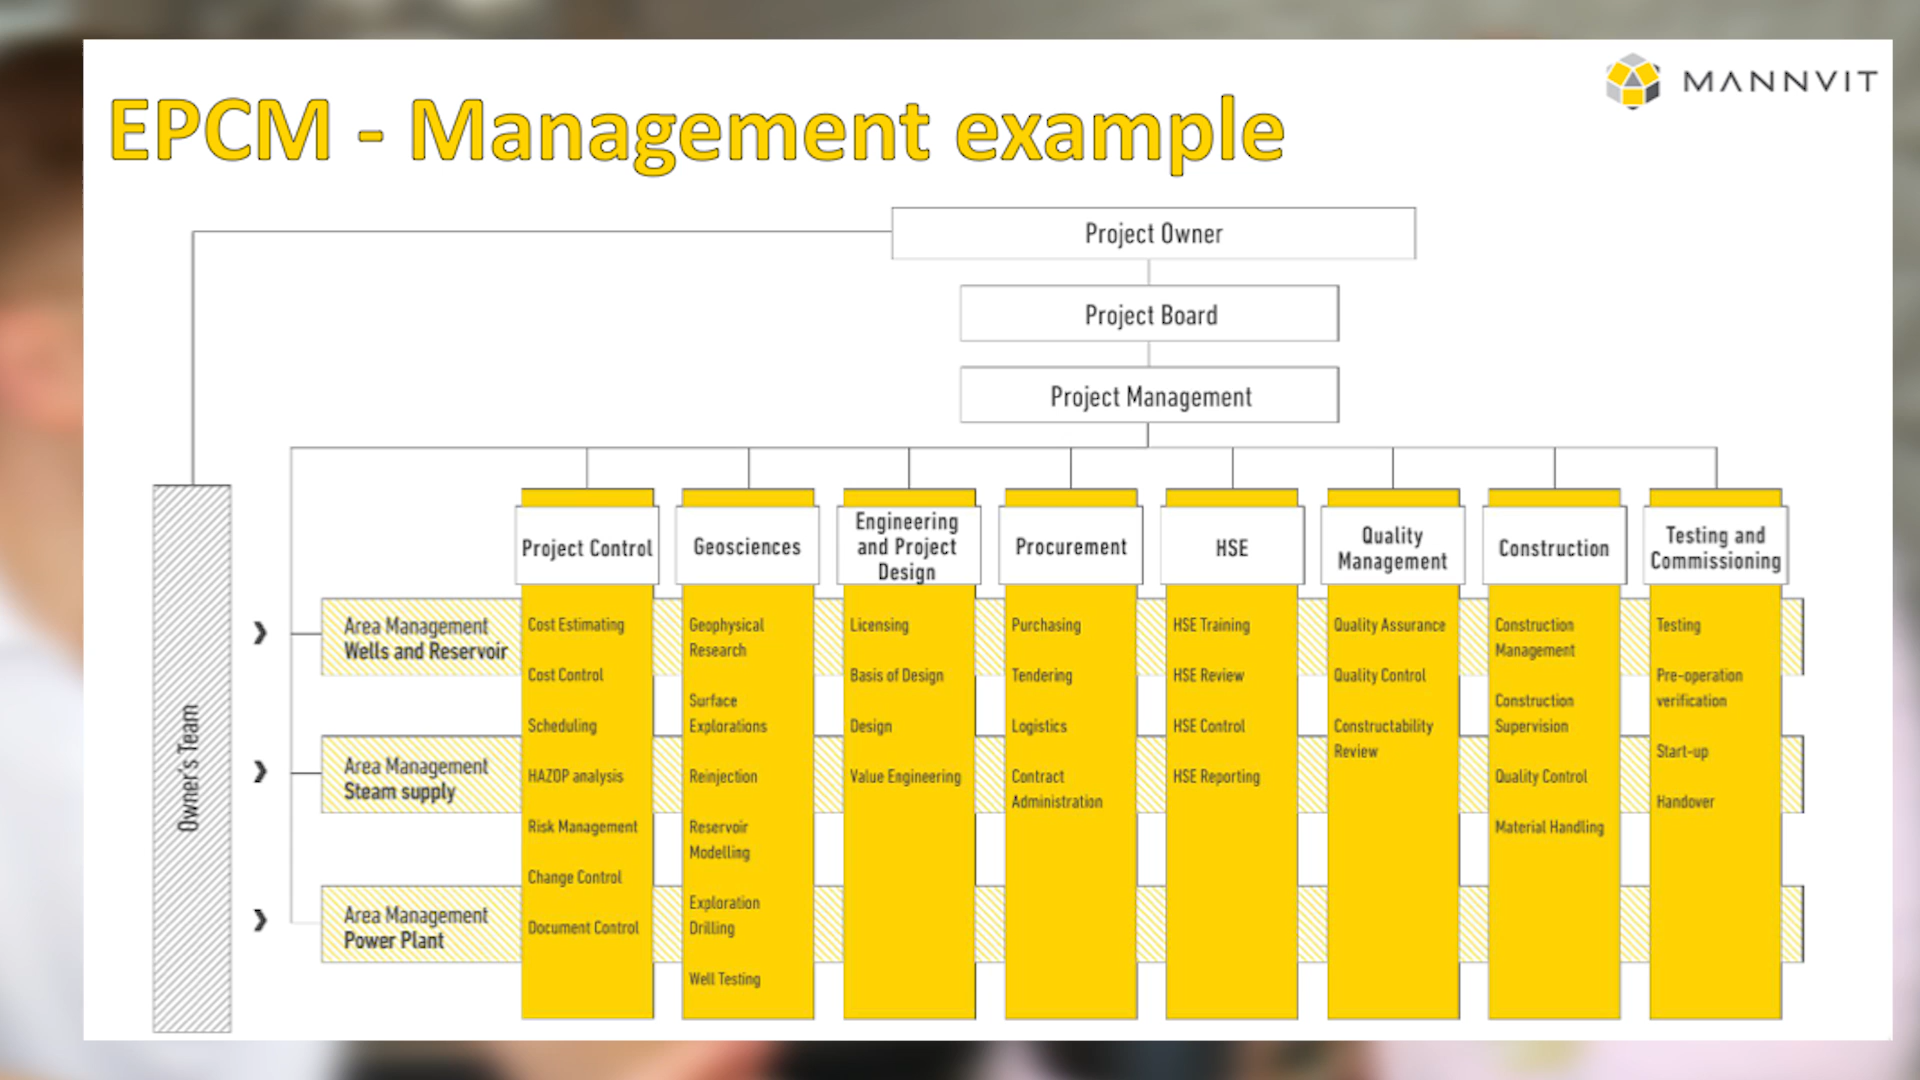 MANNVIT
EPCM - Management example
Project Owner
Project Board
Project Management
Owner's Team
Project Control
Geosciences
Engineering
and Project
Design
Procurement
HSE
Quality
Management
Construction
Testing and
Commissioning
Area Management
Wells and Reservoir
Area Management
Steam supply
Area Management
Power Plant
Cost Estimating
Cost Control
Scheduling
HAZOP analysis
Risk Management
Change Control
Document Control
Geophysical
Research
Surface
Explorations
Reinjection
Reservoir
Modelling
Exploration
Drilling
Well Testing
Licensing
Basis of Design
Design
Value Engineering
Purchasing
Tendering
Logistics
Contract
Administration
HSE Training
HSE Review
HSE Control
HSE Reporting
Quality Assurance
Quality Control
Constructability
Review
Construction
Management
Construction
Supervision
Quality Control
Material Handling
Testing
Pre-operation
verification
Start-up
Handover